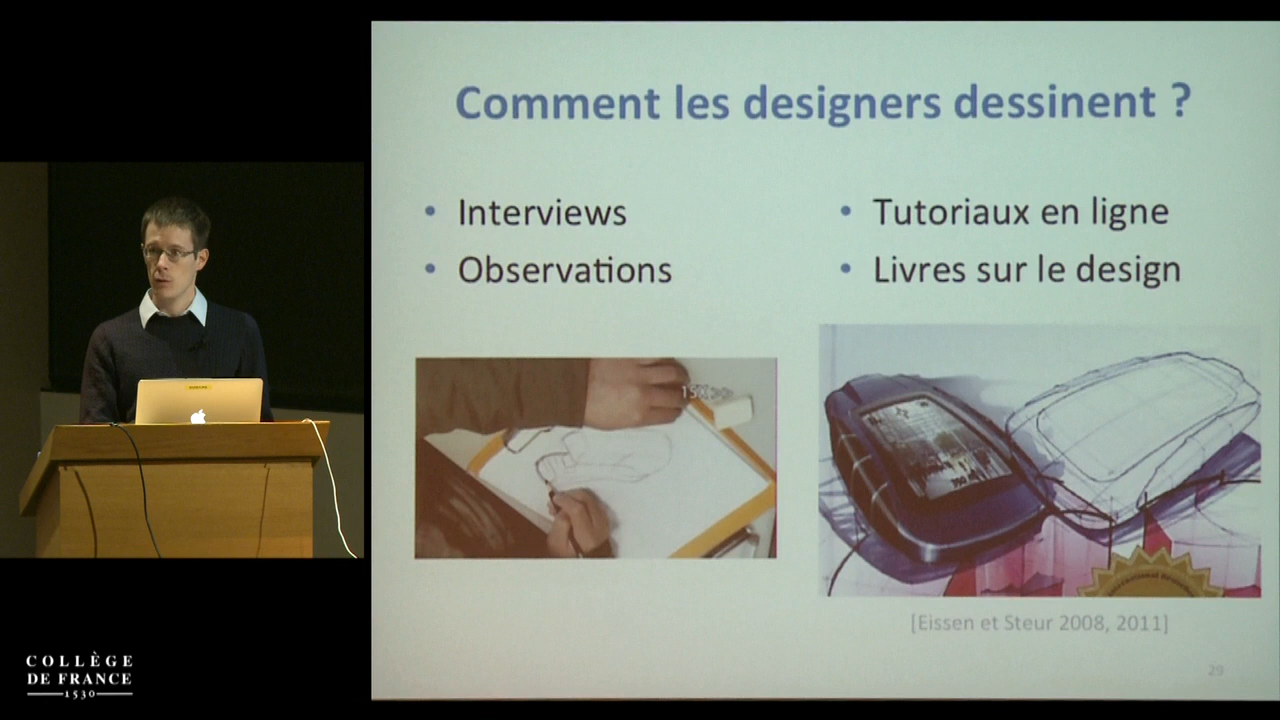 Comment les designers dessinent ?
• Interviews
• Observations
• Tutoriaux en ligne
• Livres sur le design
15X>>
[Eissen et Steur 2008, 2011]
29
COLLÈGE
DE FRANCE
1530